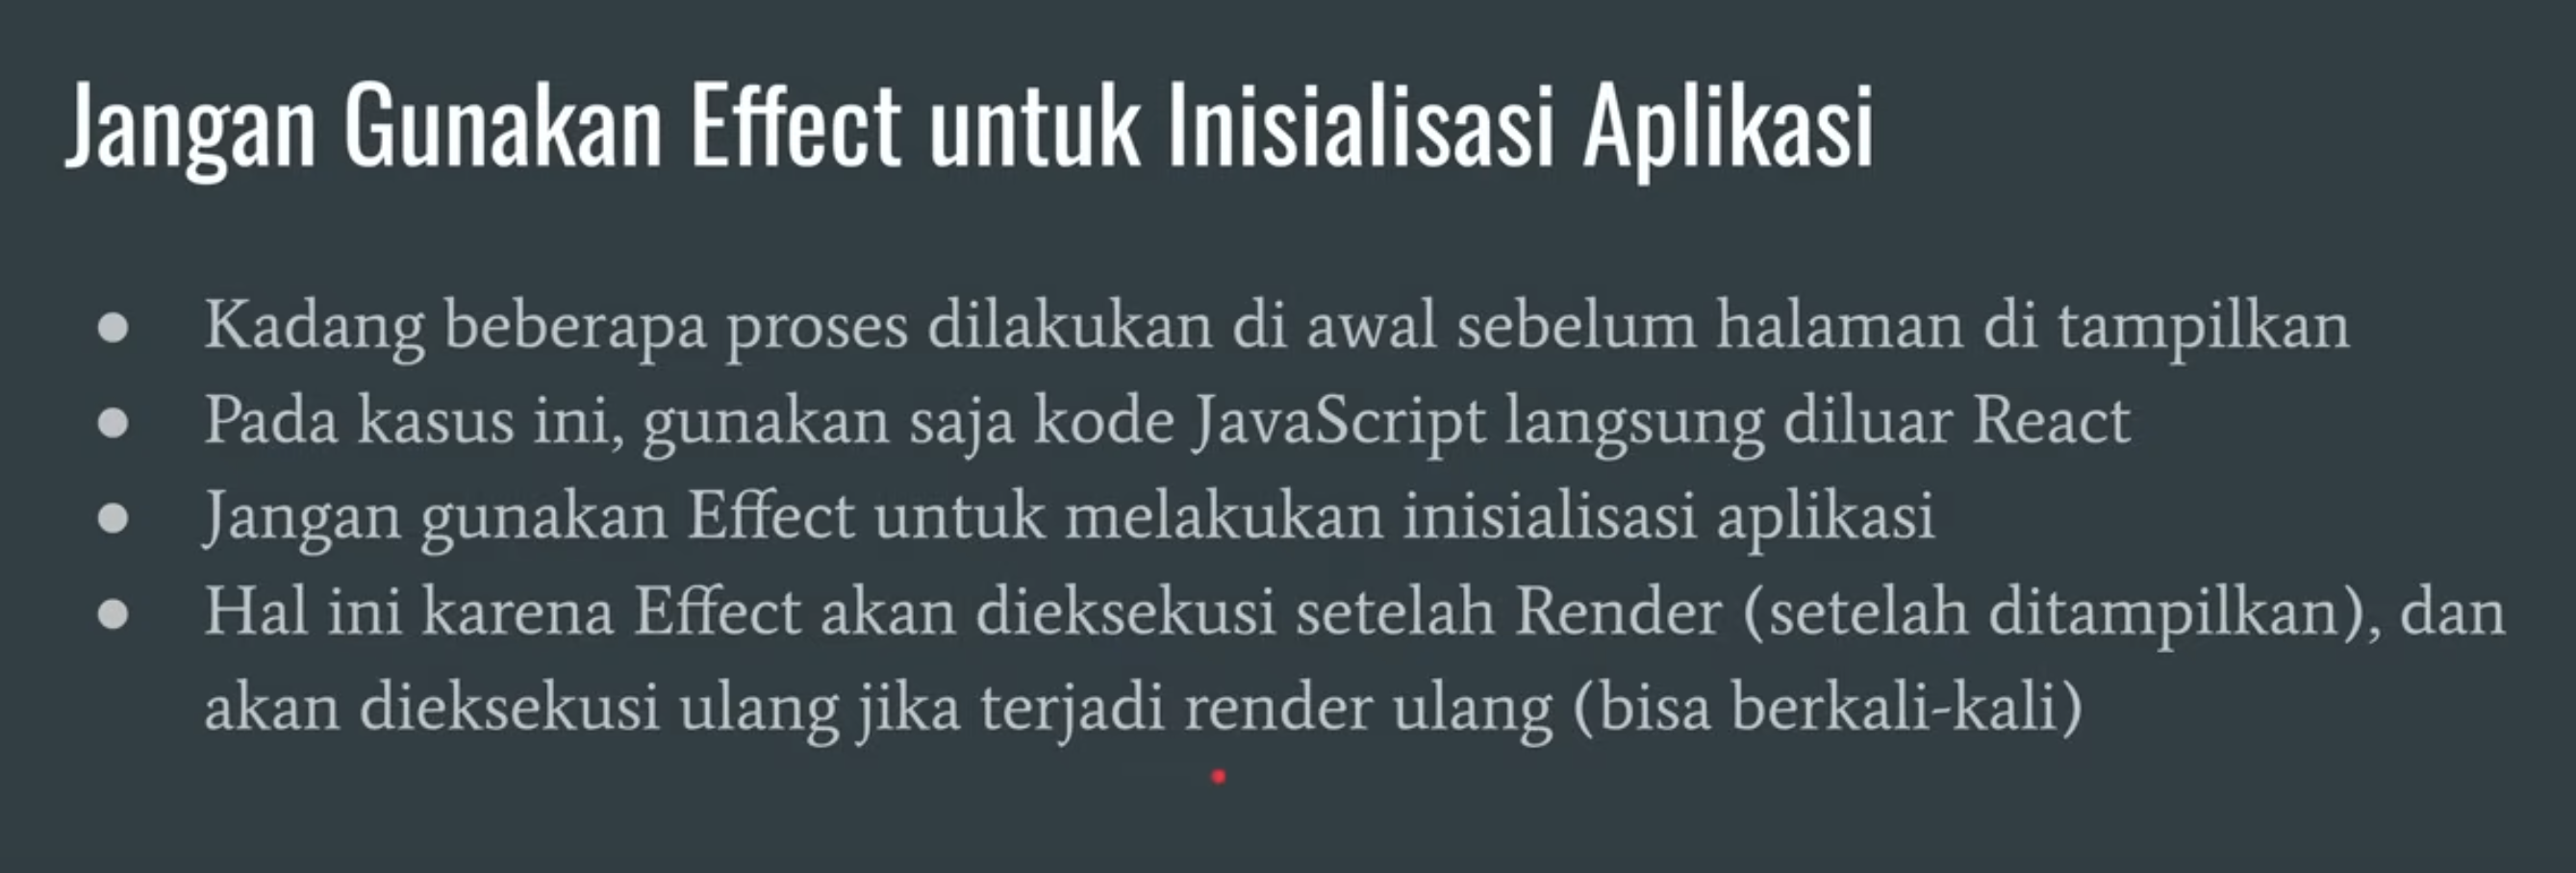 Jangan Gunakan Effect untuk Inisialisasi Aplikasi
● Kadang beberapa proses dilakukan di awal sebelum halaman di tampilkan
● Pada kasus ini, gunakan saja kode JavaScript langsung diluar React
● Jangan gunakan Effect untuk melakukan inisialisasi aplikasi
● Hal ini karena Effect akan dieksekusi setelah Render (setelah ditampilkan), dan
akan dieksekusi ulang jika terjadi render ulang (bisa berkali-kali)